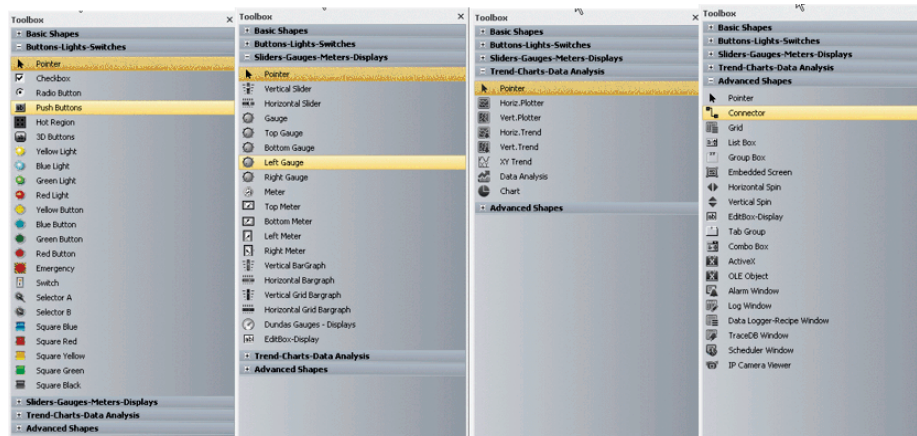 Toolbox
Basic Shapes
Buttons-Lights-Switches
Pointer
Checkbox
Radio Button
Push Buttons
Hot Region
3D Buttons
Yellow Light
Blue Light
Green Light
Red Light
Yellow Button
Blue Button
Green Button
Red Button
Emergency
Switch
Selector A
Selector B
Square Blue
Square Red
Square Yellow
Square Green
Square Black
Sliders-Gauges-Meters-Displays
Trend-Charts-Data Analysis
Advanced Shapes
Toolbox
Basic Shapes
Buttons-Lights-Switches
Sliders-Gauges-Meters-Displays
Pointer
Vertical Slider
Horizontal Slider
Gauge
Top Gauge
Bottom Gauge
Left Gauge
Right Gauge
Meter
Top Meter
Bottom Meter
Left Meter
Right Meter
Vertical BarGraph
Horizontal Bargraph
Vertical Grid Bargraph
Horizontal Grid Bargraph
Dundas Gauges - Displays
EditBox-Display
Trend-Charts-Data Analysis
Advanced Shapes
Toolbox
Basic Shapes
Buttons-Lights-Switches
Sliders-Gauges-Meters-Displays
Trend-Charts-Data Analysis
Pointer
Horiz.Plotter
Vert.Plotter
Horiz.Trend
Vert.Trend
XY Trend
Data Analysis
Chart
Advanced Shapes
Toolbox
Basic Shapes
Buttons-Lights-Switches
Sliders-Gauges-Meters-Displays
Trend-Charts-Data Analysis
Advanced Shapes
Pointer
Connector
Grid
List Box
Group Box
Embedded Screen
Horizontal Spin
Vertical Spin
EditBox-Display
Tab Group
Combo Box
ActiveX
OLE Object
Alarm Window
Log Window
Data Logger-Recipe Window
TraceDB Window
Scheduler Window
IP Camera Viewer